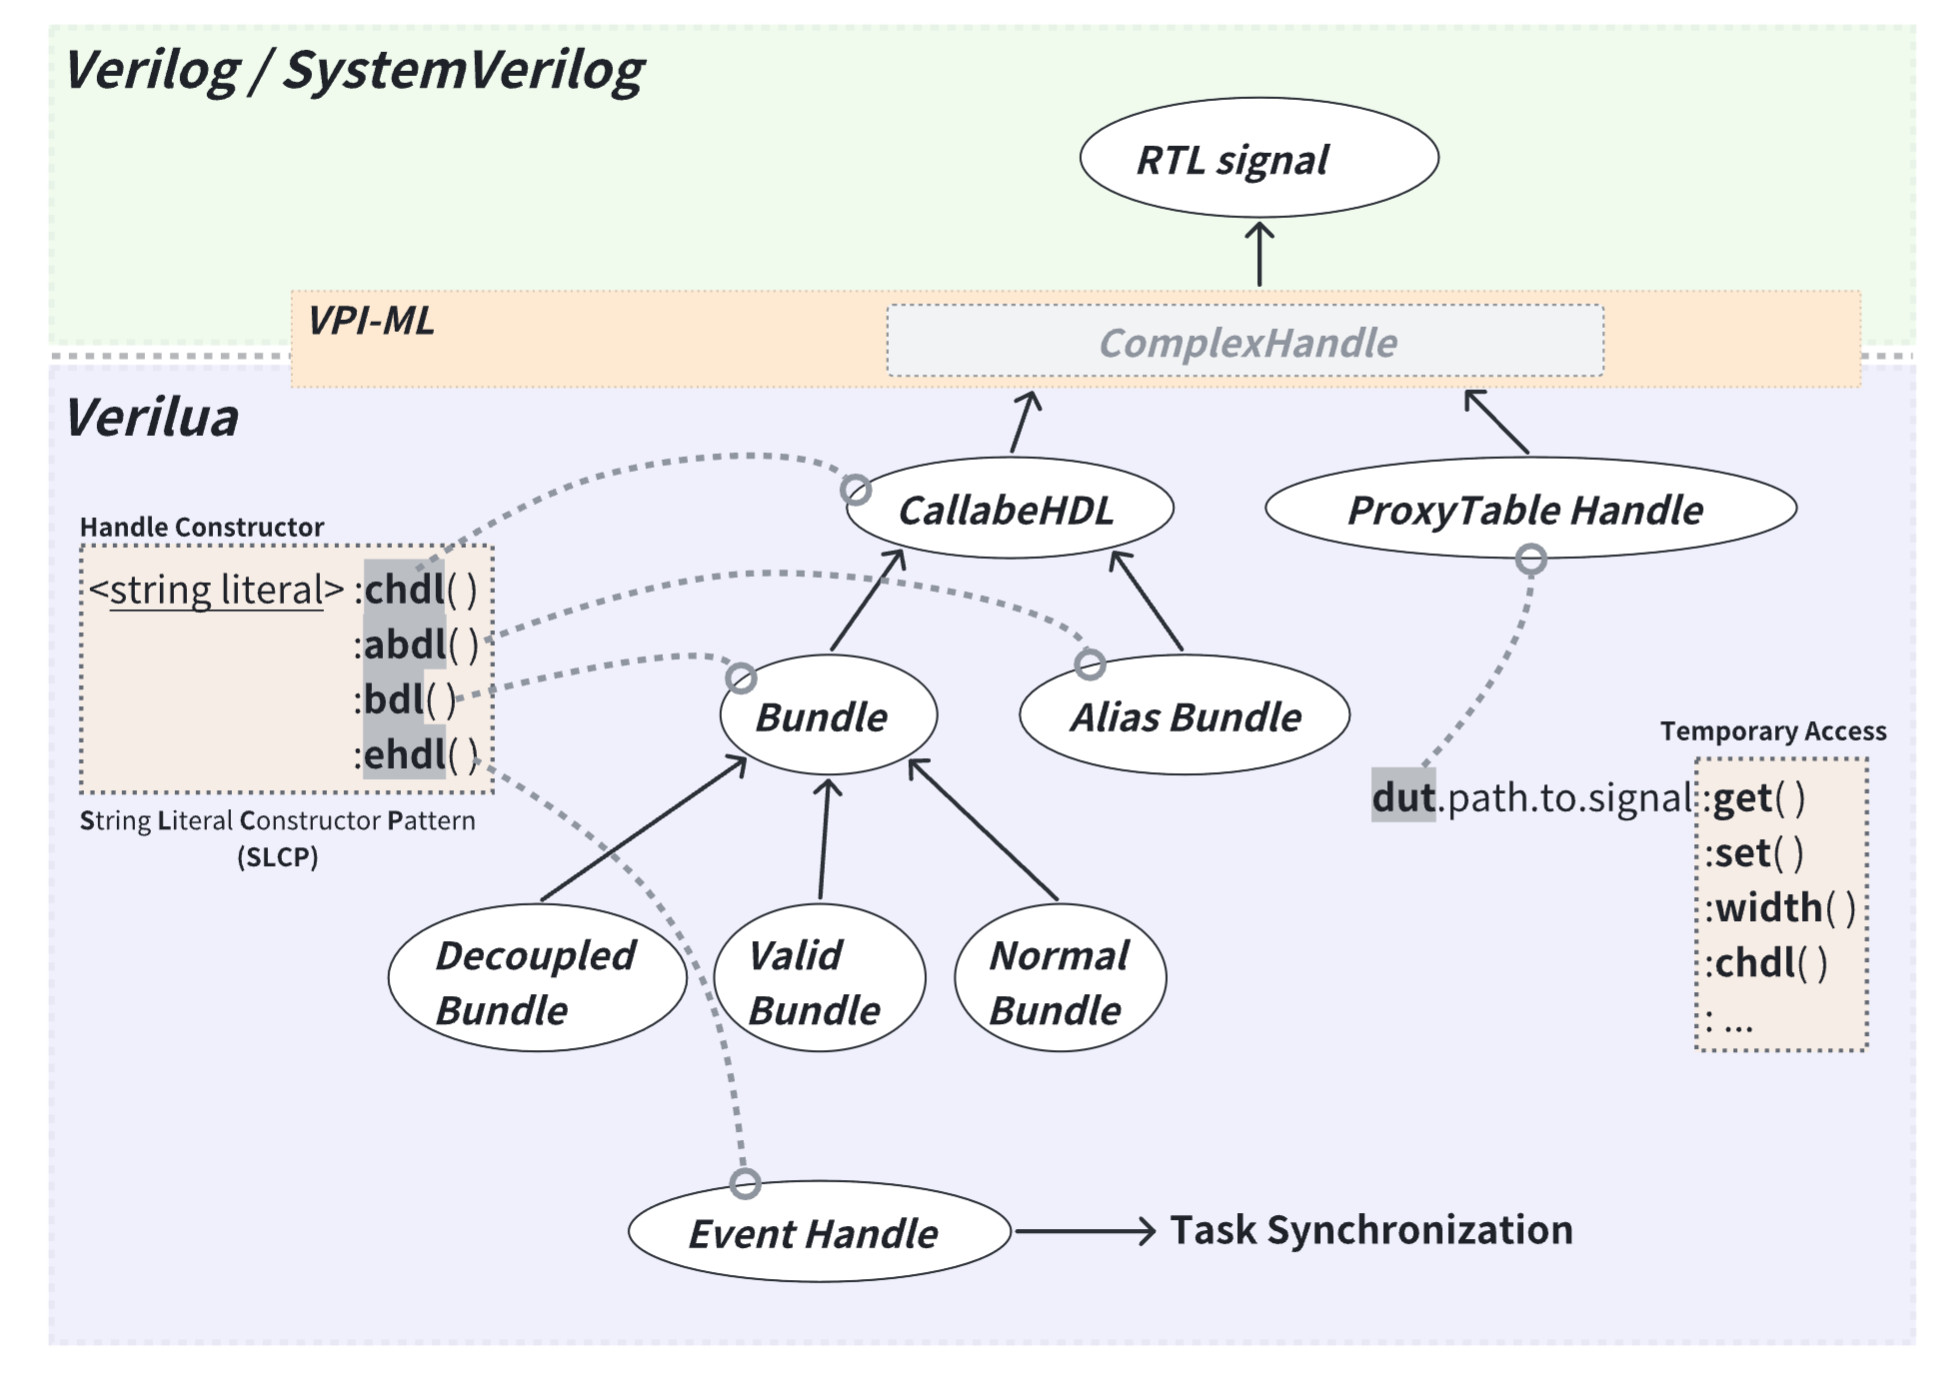 Verilog / SystemVerilog
RTL signal
VPI-ML
ComplexHandle
Verilua
CallabeHDL
ProxyTable Handle
Handle Constructor
<string literal> :chdl( )
:abdl( )
:bdl( )
:ehdl( )
String Literal Constructor Pattern
(SLCP)
Bundle
Alias Bundle
Temporary Access
dut.path.to.signal :get( )
:set( )
:width( )
:chdl( )
: ...
Decoupled
Bundle
Valid
Bundle
Normal
Bundle
Event Handle
Task Synchronization